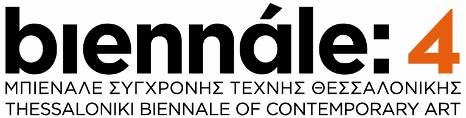 biennále: 4
ΜΠΙΕΝΑΛΕ ΣΥΓΧΡΟΝΗΣ ΤΕΧΝΗΣ ΘΕΣΣΑΛΟΝΙΚΗΣ
THESSALONIKI BIENNALE OF CONTEMPORARY ART